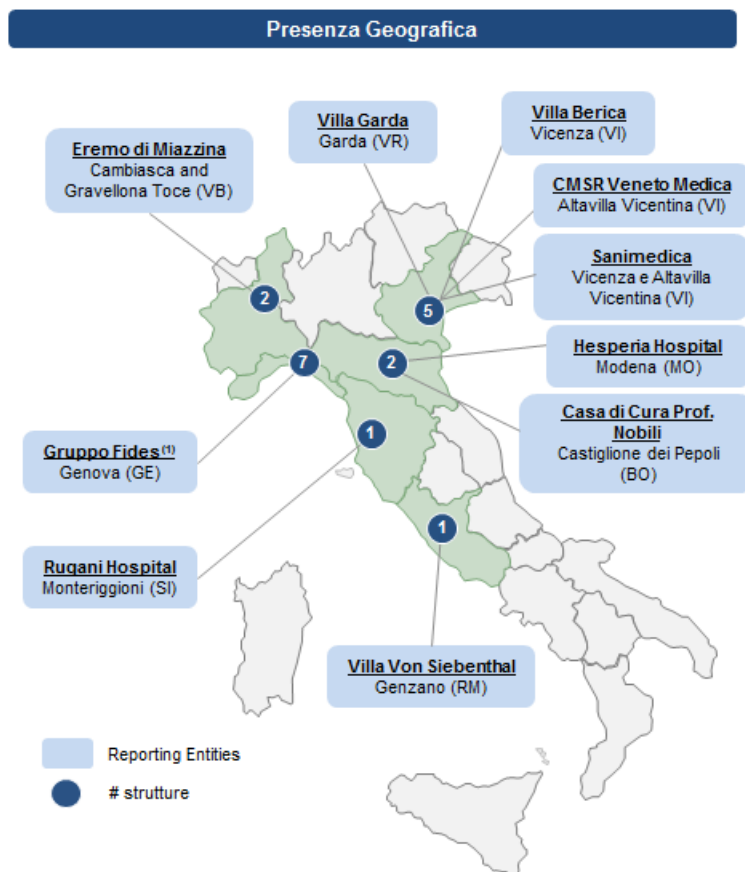 Presenza Geografica
Villa Garda
Garda (VR)
Villa Berica
Vicenza (VI)
Eremo di Miazzina
Cambiasca and
Gravellona Toce (VB)
CMSR Veneto Medica
Altavilla Vicentina (VI)
Sanimedica
Vicenza e Altavilla
Vicentina (VI)
2
5
Hesperia Hospital
Modena (MO)
7
2
Casa di Cura Prof.
Nobili
Castiglione dei Pepoli
(BO)
1
Gruppo Fides(1)
Genova (GE)
1
Rugani Hospital
Monteriggioni (SI)
Villa Von Siebenthal
Genzano (RM)
Reporting Entities
# strutture